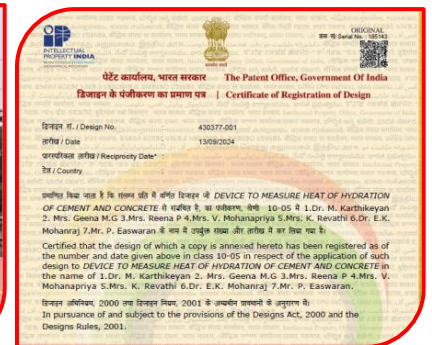 ORIGINAL
क्रम सं/Serial No. : 185143
INTELLECTUAL
PROPERTY INDIA
पेटेंट कार्यालय, भारत सरकार The Patent Office, Government Of India
डिजाइन के पंजीकरण का प्रमाण पत्र | Certificate of Registration of Design
डिजाइन सं. / Design No. 430377-001
तारीख / Date 13/09/2024
पारस्परिकता तारीख / Reciprocity Date* :
देश / Country :
प्रमाणित किया जाता है कि संलग्न प्रति में वर्णित डिजाइन जो DEVICE TO MEASURE HEAT OF HYDRATION
OF CEMENT AND CONCRETE से संबंधित है, का पंजीकरण, श्रेणी 10-05 में 1.Dr. M. Karthikeyan
2. Mrs. Geena M.G 3.Mrs. Reena P 4.Mrs. V. Mohanapriya 5.Mrs. K. Revathi 6.Dr. E.K.
Mohanraj 7.Mr. P. Easwaran के नाम में उपर्युक्त संख्या और तारीख में कर लिया गया है।
Certified that the design of which a copy is annexed hereto has been registered as of
the number and date given above in class 10-05 in respect of the application of such
design to DEVICE TO MEASURE HEAT OF HYDRATION OF CEMENT AND CONCRETE in
the name of 1.Dr. M. Karthikeyan 2. Mrs. Geena M.G 3.Mrs. Reena P 4.Mrs. V.
Mohanapriya 5.Mrs. K. Revathi 6.Dr. E.K. Mohanraj 7.Mr. P. Easwaran.
डिजाइन अधिनियम, 2000 तथा डिजाइन नियम, 2001 के अध्यधीन प्रावधानों के अनुसरण में।
In pursuance of and subject to the provisions of the Designs Act, 2000 and the
Designs Rules, 2001.